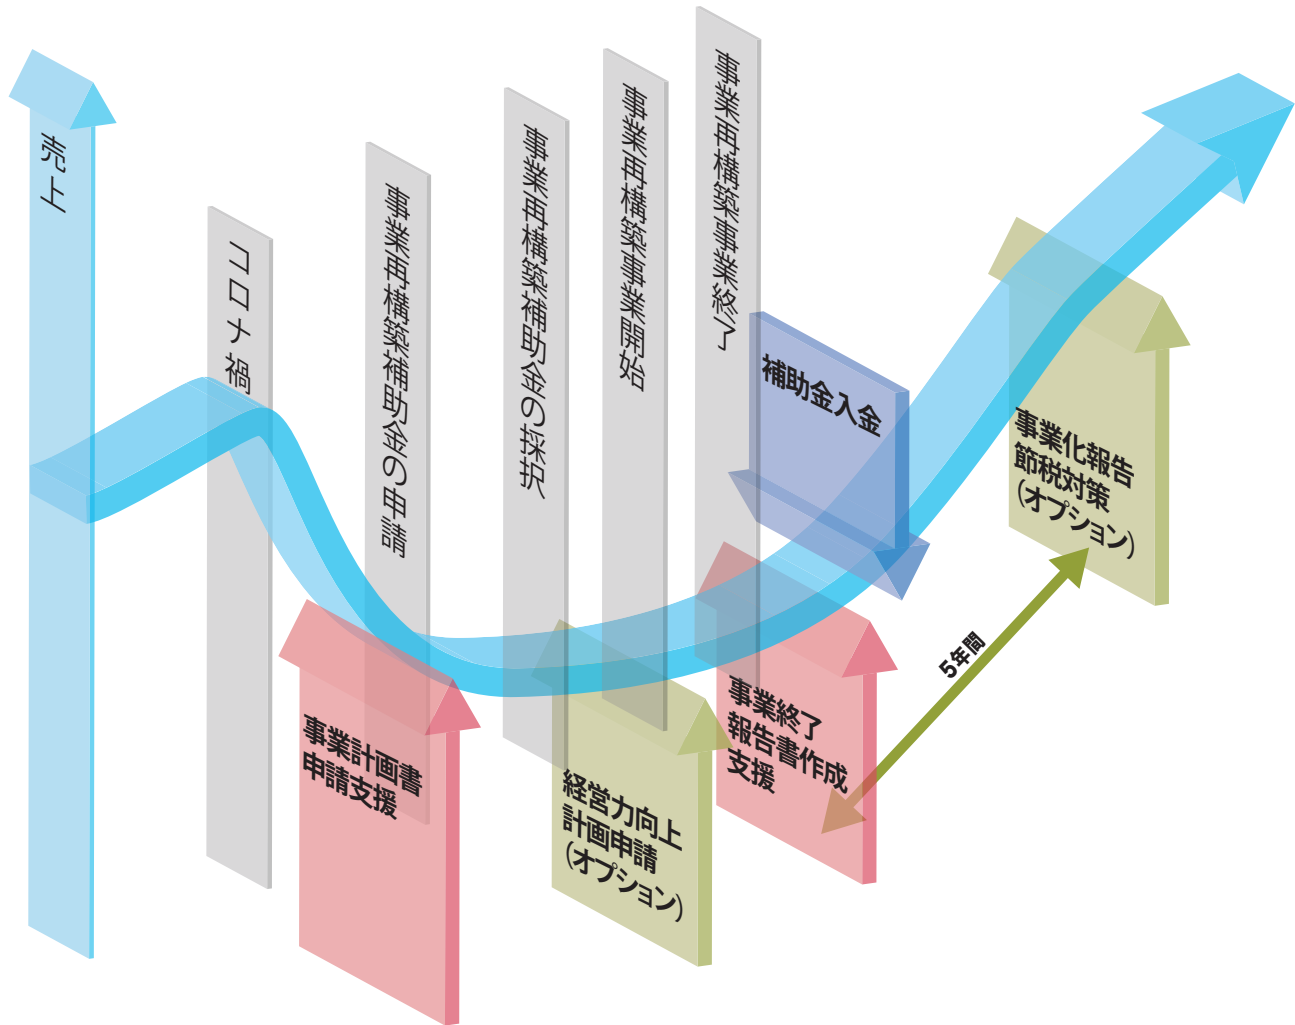 売上
コロナ禍
事業再構築補助金の申請
事業再構築補助金の採択
事業再構築事業開始
事業再構築事業終了
補助金入金
事業計画書
申請支援
経営力向上
計画申請
(オプション)
事業終了
報告書作成
支援
事業化報告
節税対策
(オプション)
5年間